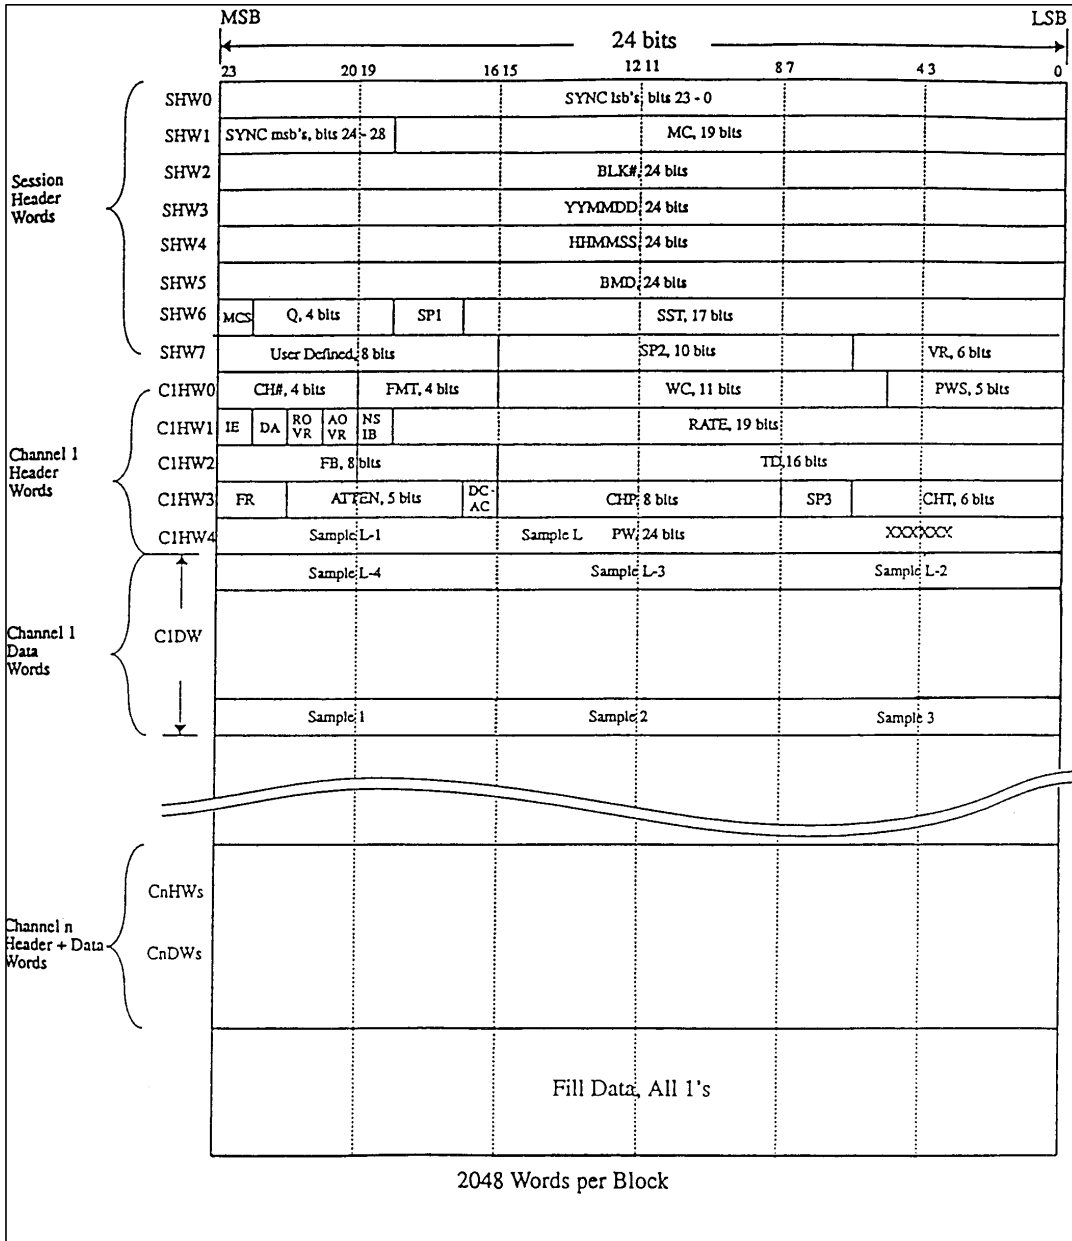 MSB LSB
24 bits
23 20 19 16 15 12 11 8 7 4 3 0
SHW0 SYNC lsb's, bits 23 - 0
SHW1 SYNC msb's, bits 24 - 28 MC, 19 bits
SHW2 BLK#, 24 bits
Session
Header
Words
SHW3 YYMMDD, 24 bits
SHW4 HHMMSS, 24 bits
SHW5 BMD, 24 bits
SHW6 MCS Q, 4 bits SP1 SST, 17 bits
SHW7 User Defined, 8 bits SP2, 10 bits VR, 6 bits
C1HW0 CH#, 4 bits FMT, 4 bits WC, 11 bits PWS, 5 bits
C1HW1 IE DA RO VR AO VR NS IB RATE, 19 bits
Channel 1
Header
Words
C1HW2 FB, 8 bits TD, 16 bits
C1HW3 FR ATTEN, 5 bits DC - AC CHP, 8 bits SP3 CHT, 6 bits
C1HW4 Sample L-1 Sample L PW, 24 bits XXXXXX
Sample L-4 Sample L-3 Sample L-2
Channel 1
Data
Words
C1DW
Sample 1 Sample 2 Sample 3
CnHWs
Channel n
Header + Data
Words
CnDWs
Fill Data, All 1's
2048 Words per Block